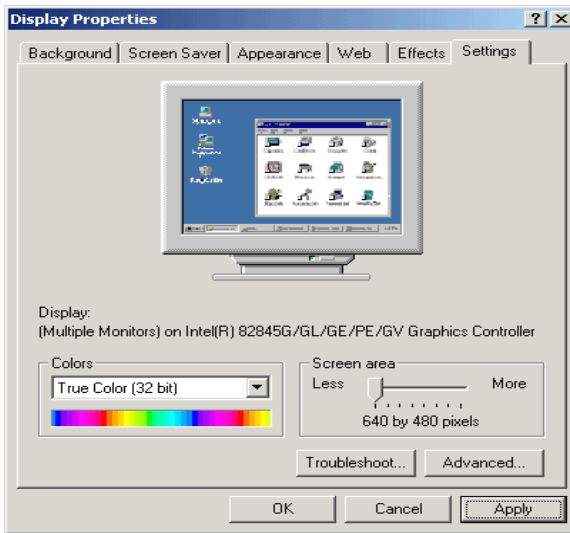 Display Properties
Background Screen Saver Appearance Web Effects Settings
Display:
(Multiple Monitors) on Intel(R) 82845G/GL/GE/PE/GV Graphics Controller
Colors
True Color (32 bit)
Screen area
Less More
640 by 480 pixels
Troubleshoot... Advanced...
OK Cancel Apply